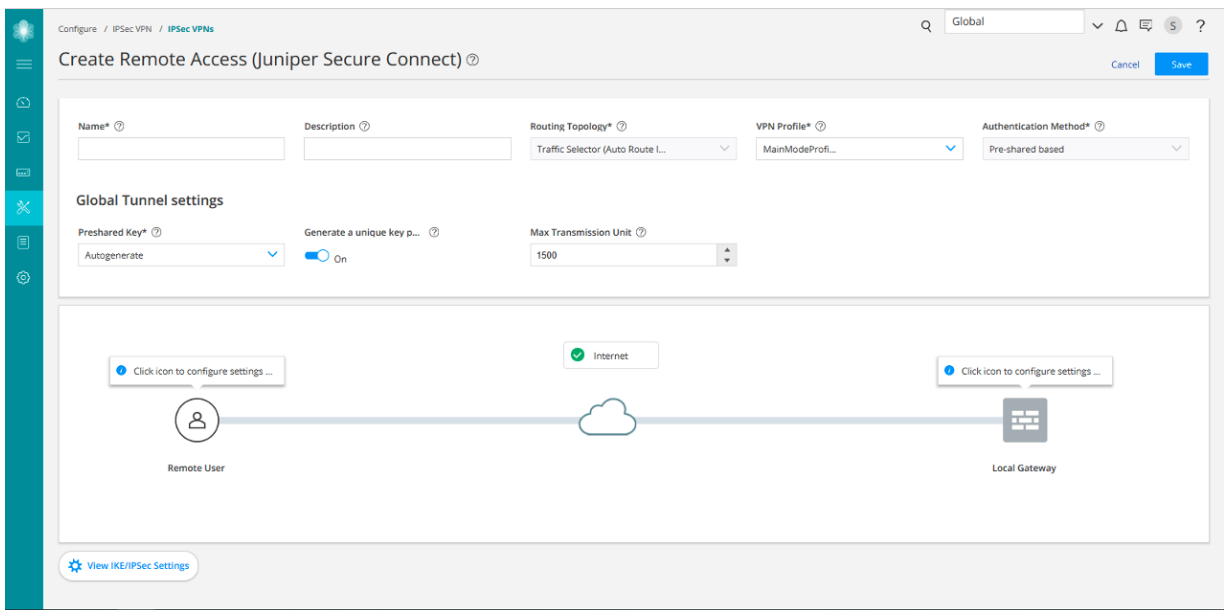 Configure / IPSec VPN / IPSec VPNs
Global
S
?
Create Remote Access (Juniper Secure Connect) ?
Cancel
Save
Name* ?
Description ?
Routing Topology* ?
VPN Profile* ?
Authentication Method* ?
Traffic Selector (Auto Route I...
MainModeProfi...
Pre-shared based
Global Tunnel settings
Preshared Key* ?
Generate a unique key p... ?
Max Transmission Unit ?
Autogenerate
On
1500
Internet
Click icon to configure settings ...
Click icon to configure settings ...
Remote User
Local Gateway
View IKE/IPSec Settings